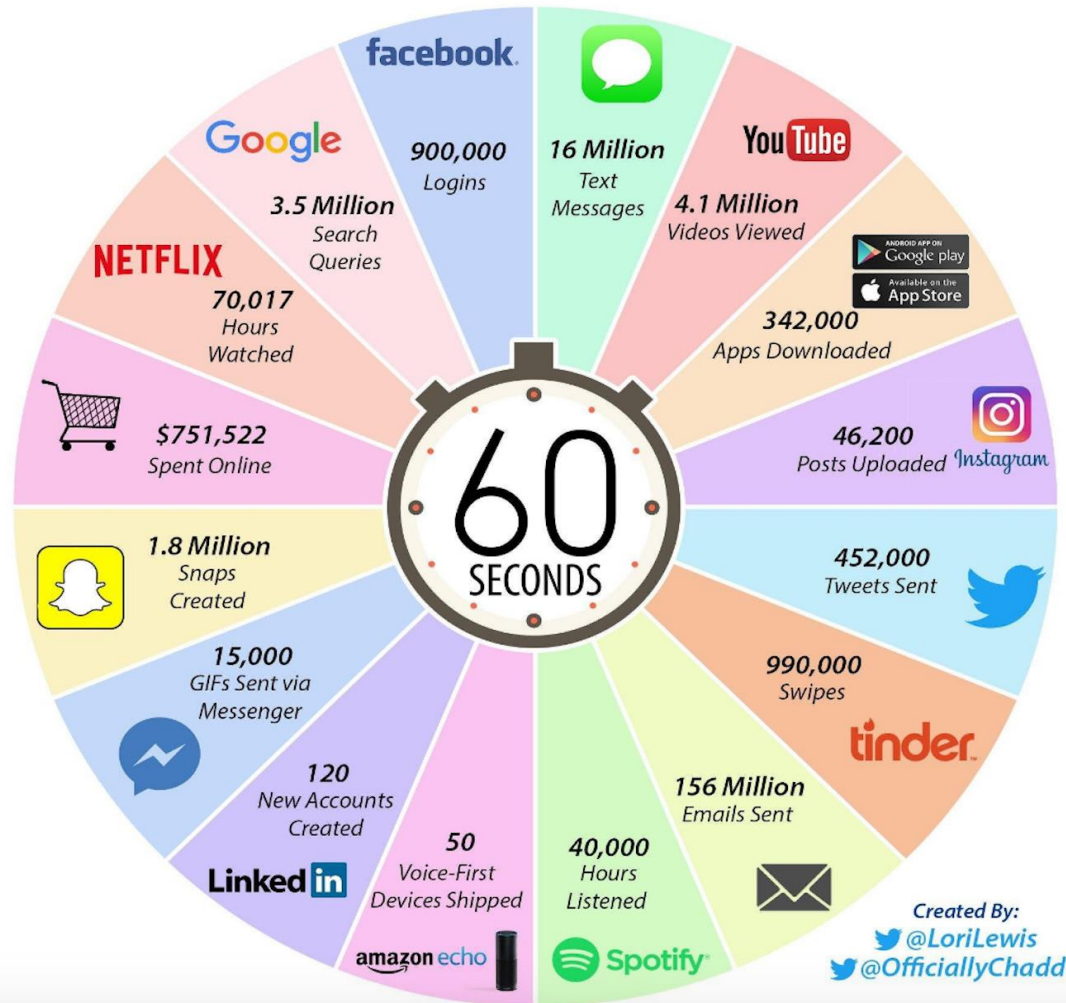 facebook
900,000
Logins
16 Million
Text
Messages
YouTube
4.1 Million
Videos Viewed
ANDROID APP ON
Google play
Available on the
App Store
342,000
Apps Downloaded
46,200
Posts Uploaded
Instagram
452,000
Tweets Sent
990,000
Swipes
tinder
156 Million
Emails Sent
40,000
Hours
Listened
Spotify
50
Voice-First
Devices Shipped
amazon echo
120
New Accounts
Created
Linked in
15,000
GIFs Sent via
Messenger
1.8 Million
Snaps
Created
$751,522
Spent Online
NETFLIX
70,017
Hours
Watched
Google
3.5 Million
Search
Queries
60
SECONDS
Created By:
@LoriLewis
@OfficiallyChadd